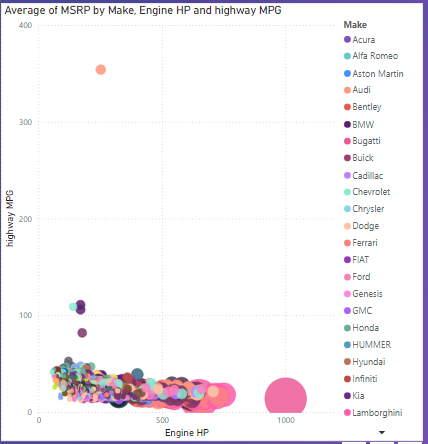 Average of MSRP by Make, Engine HP and highway MPG
400
300
200
100
0
highway MPG
0
500
1000
Engine HP
Make
Acura
Alfa Romeo
Aston Martin
Audi
Bentley
BMW
Bugatti
Buick
Cadillac
Chevrolet
Chrysler
Dodge
Ferrari
FIAT
Ford
Genesis
GMC
Honda
HUMMER
Hyundai
Infiniti
Kia
Lamborghini